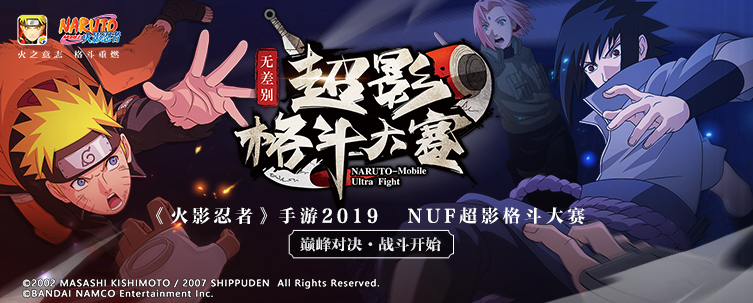 NARUTO
火影忍者
火之意志·格斗重燃
无差别
超影
格斗大赛
NARUTO-Mobile
Ultra Fight
《火影忍者》手游2019 NUF超影格斗大赛
巅峰对决·战斗开始
©2002 MASASHI KISHIMOTO / 2007 SHIPPUDEN All Rights Reserved.
©BANDAI NAMCO Entertainment Inc.